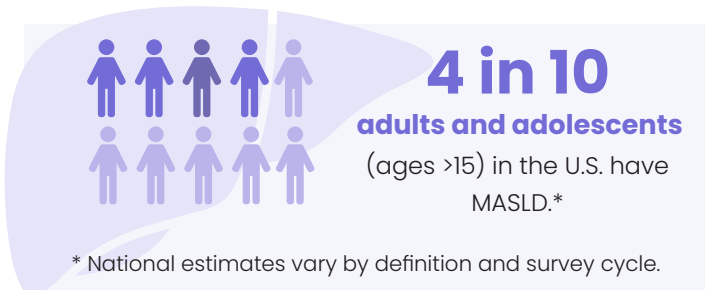 4 in 10
adults and adolescents
(ages >15) in the U.S. have
MASLD.*
* National estimates vary by definition and survey cycle.